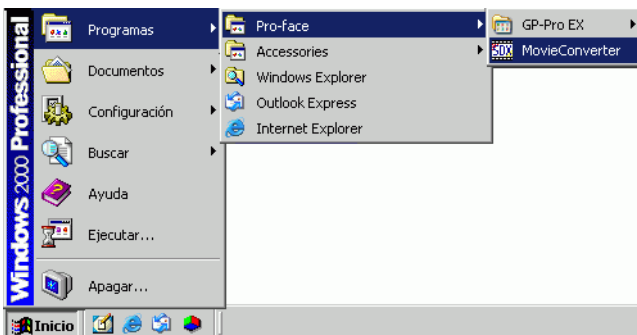 Windows 2000 Professional
Programas
Documentos
Configuración
Buscar
Ayuda
Ejecutar...
Apagar...
Pro-face
Accessories
Windows Explorer
Outlook Express
Internet Explorer
GP-Pro EX
SDX MovieConverter
Inicio